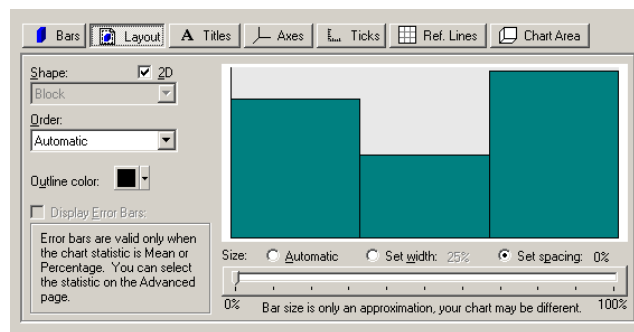 Bars Layout A Titles Axes Ticks Ref. Lines Chart Area
Shape: 2D
Block
Order:
Automatic
Outline color:
Display Error Bars:
Error bars are valid only when
the chart statistic is Mean or
Percentage. You can select
the statistic on the Advanced
page.
Size: Automatic Set width: 25% Set spacing: 0%
0% Bar size is only an approximation, your chart may be different. 100%